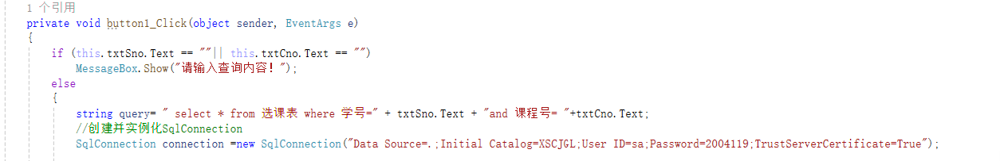 1 个引用
private void button1_Click(object sender, EventArgs e)
{
if (this.txtSno.Text == ""|| this.txtCno.Text == "")
MessageBox.Show("请输入查询内容！");
else
{
string query= " select * from 选课表 where 学号=" + txtSno.Text + "and 课程号= "+txtCno.Text;
//创建并实例化SqlConnection
SqlConnection connection =new SqlConnection("Data Source=.;Initial Catalog=XSCJGL;User ID=sa;Password=2004119;TrustServerCertificate=True");